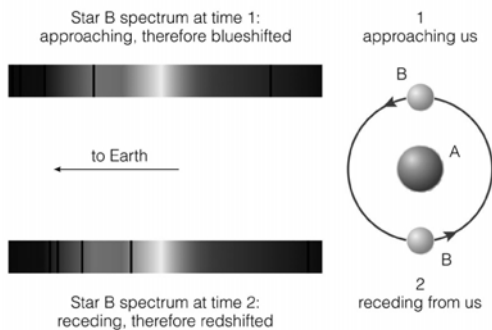 Star B spectrum at time 1:
approaching, therefore blueshifted
1
approaching us
B
A
to Earth
B
2
receding from us
Star B spectrum at time 2:
receding, therefore redshifted